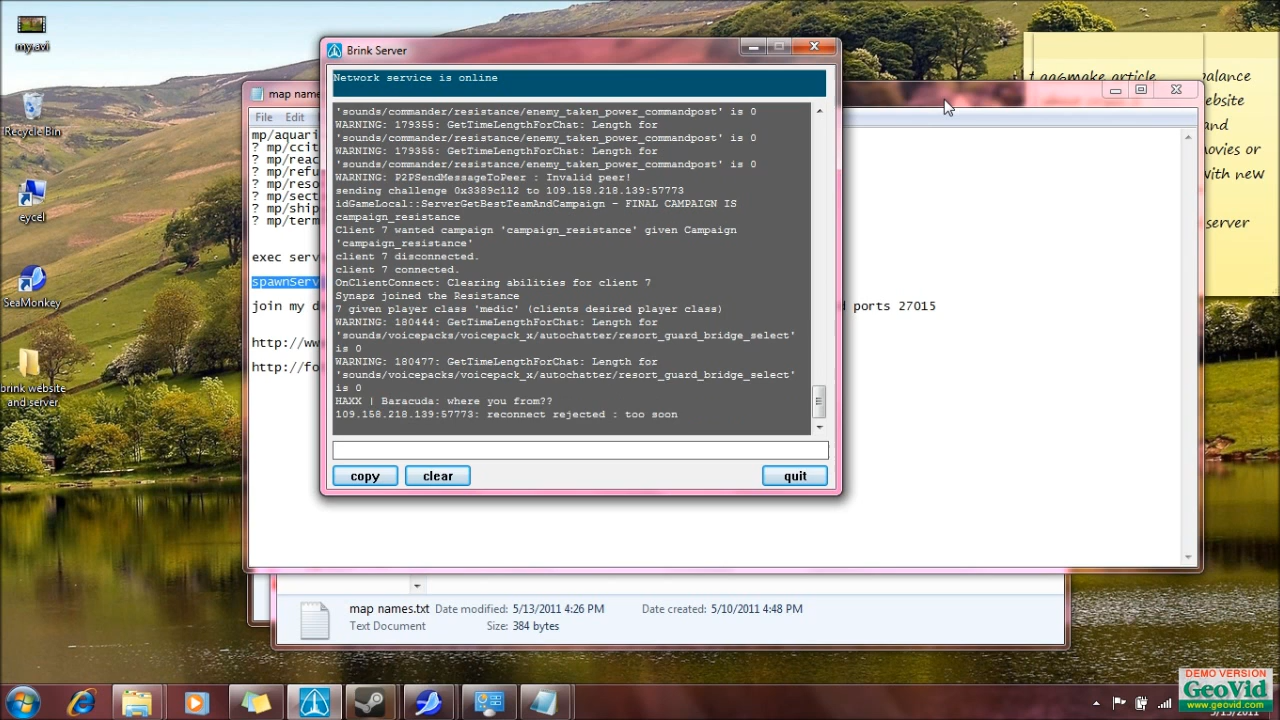 my.avi
Recycle Bin
eycel
SeaMonkey
brink website
and server
Brink Server
Network service is online
'sounds/commander/resistance/enemy_taken_power_commandpost' is 0
WARNING: 179355: GetTimeLengthForChat: Length for
'sounds/commander/resistance/enemy_taken_power_commandpost' is 0
WARNING: 179355: GetTimeLengthForChat: Length for
'sounds/commander/resistance/enemy_taken_power_commandpost' is 0
WARNING: P2PSendMessageToPeer : Invalid peer!
sending challenge 0x3389c112 to 109.158.218.139:57773
idGameLocal::ServerGetBestTeamAndCampaign - FINAL CAMPAIGN IS
campaign_resistance
Client 7 wanted campaign 'campaign_resistance' given Campaign
'campaign_resistance'
client 7 disconnected.
client 7 connected.
OnClientConnect: Clearing abilities for client 7
Synapz joined the Resistance
7 given player class 'medic' (clients desired player class)
WARNING: 180444: GetTimeLengthForChat: Length for
'sounds/voicepacks/voicepack_x/autochatter/resort_guard_bridge_select'
is 0
WARNING: 180477: GetTimeLengthForChat: Length for
'sounds/voicepacks/voicepack_x/autochatter/resort_guard_bridge_select'
is 0
HAXX | Baracuda: where you from??
109.158.218.139:57773: reconnect rejected : too soon
copy clear quit
map name
File Edit
mp/aquari
? mp/ccit
? mp/reac
? mp/refu
? mp/reso
? mp/sect
? mp/ship
? mp/term
exec serv
spawnServ
join my d
ports 27015
http://ww
http://fo
make article
balance
ebsite
and
novies or
with new
server
map names.txt Date modified: 5/13/2011 4:26 PM Date created: 5/10/2011 4:48 PM
Text Document Size: 384 bytes
DEMO VERSION
GeoVid
www.geovid.com